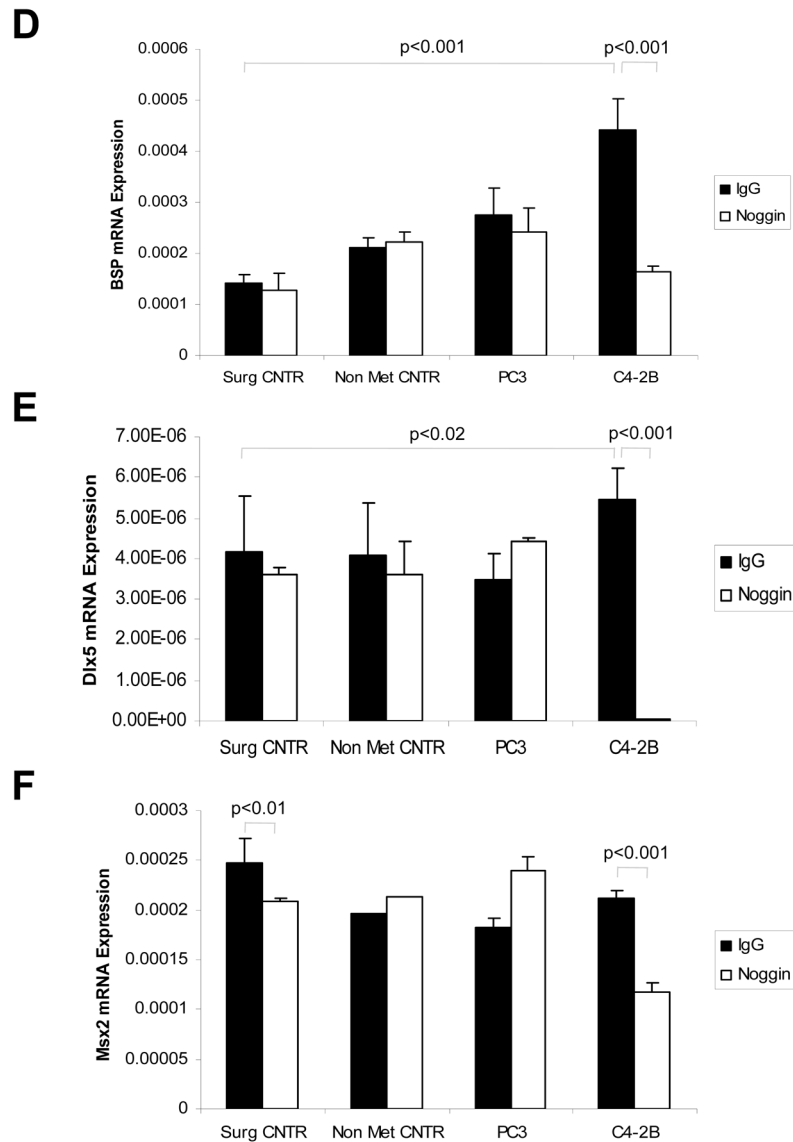 D
0.0006
0.0005
0.0004
0.0003
0.0002
0.0001
0
BSP mRNA Expression
p<0.001
p<0.001
Surg CNTR
Non Met CNTR
PC3
C4-2B
IgG
Noggin
E
7.00E-06
6.00E-06
5.00E-06
4.00E-06
3.00E-06
2.00E-06
1.00E-06
0.00E+00
Dlx5 mRNA Expression
p<0.02
p<0.001
Surg CNTR
Non Met CNTR
PC3
C4-2B
IgG
Noggin
F
0.0003
0.00025
0.0002
0.00015
0.0001
0.00005
0
Msx2 mRNA Expression
p<0.01
p<0.001
Surg CNTR
Non Met CNTR
PC3
C4-2B
IgG
Noggin